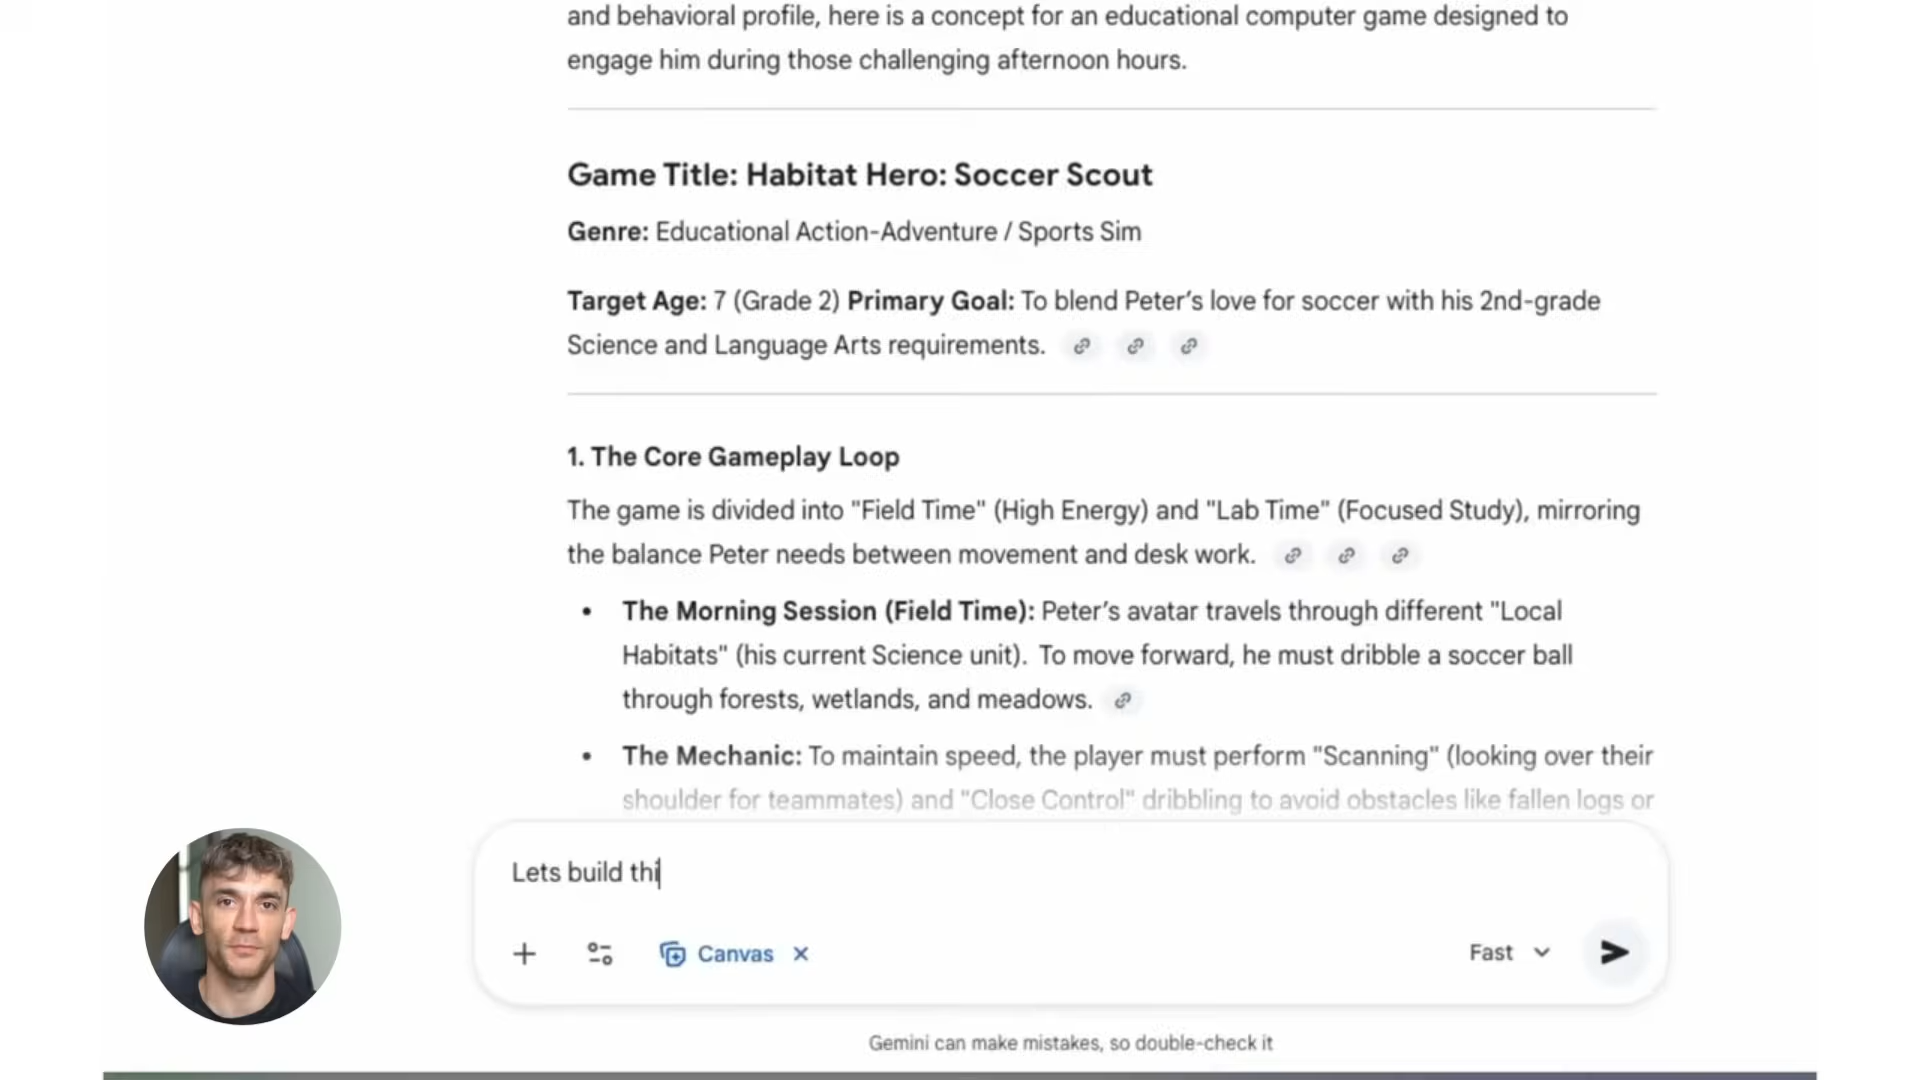 and behavioral profile, here is a concept for an educational computer game designed to
engage him during those challenging afternoon hours.
Game Title: Habitat Hero: Soccer Scout
Genre: Educational Action-Adventure / Sports Sim
Target Age: 7 (Grade 2) Primary Goal: To blend Peter’s love for soccer with his 2nd-grade
Science and Language Arts requirements.
1. The Core Gameplay Loop
The game is divided into "Field Time" (High Energy) and "Lab Time" (Focused Study), mirroring
the balance Peter needs between movement and desk work.
• The Morning Session (Field Time): Peter’s avatar travels through different "Local
Habitats" (his current Science unit). To move forward, he must dribble a soccer ball
through forests, wetlands, and meadows.
• The Mechanic: To maintain speed, the player must perform "Scanning" (looking over their
shoulder for teammates) and "Close Control" dribbling to avoid obstacles like fallen logs or
Lets build thi
Canvas
Fast
Gemini can make mistakes, so double-check it